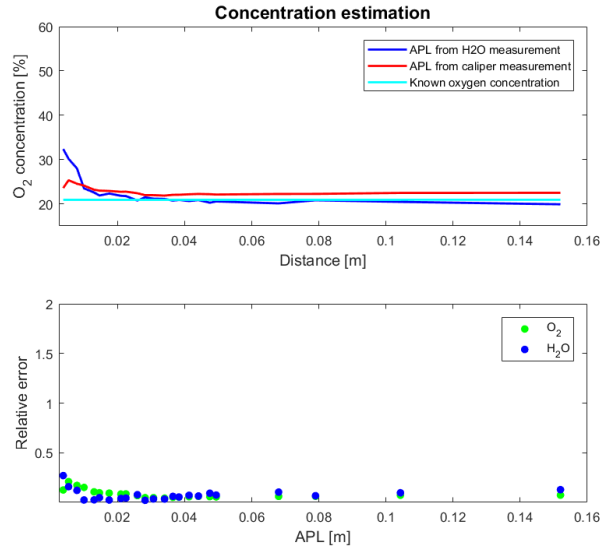 Concentration estimation
60
50
40
30
20
O2 concentration [%]
APL from H2O measurement
APL from caliper measurement
Known oxygen concentration
0.02
0.04
0.06
0.08
0.1
0.12
0.14
0.16
Distance [m]
2
1.5
1
0.5
Relative error
O2
H2O
0.02
0.04
0.06
0.08
0.1
0.12
0.14
0.16
APL [m]